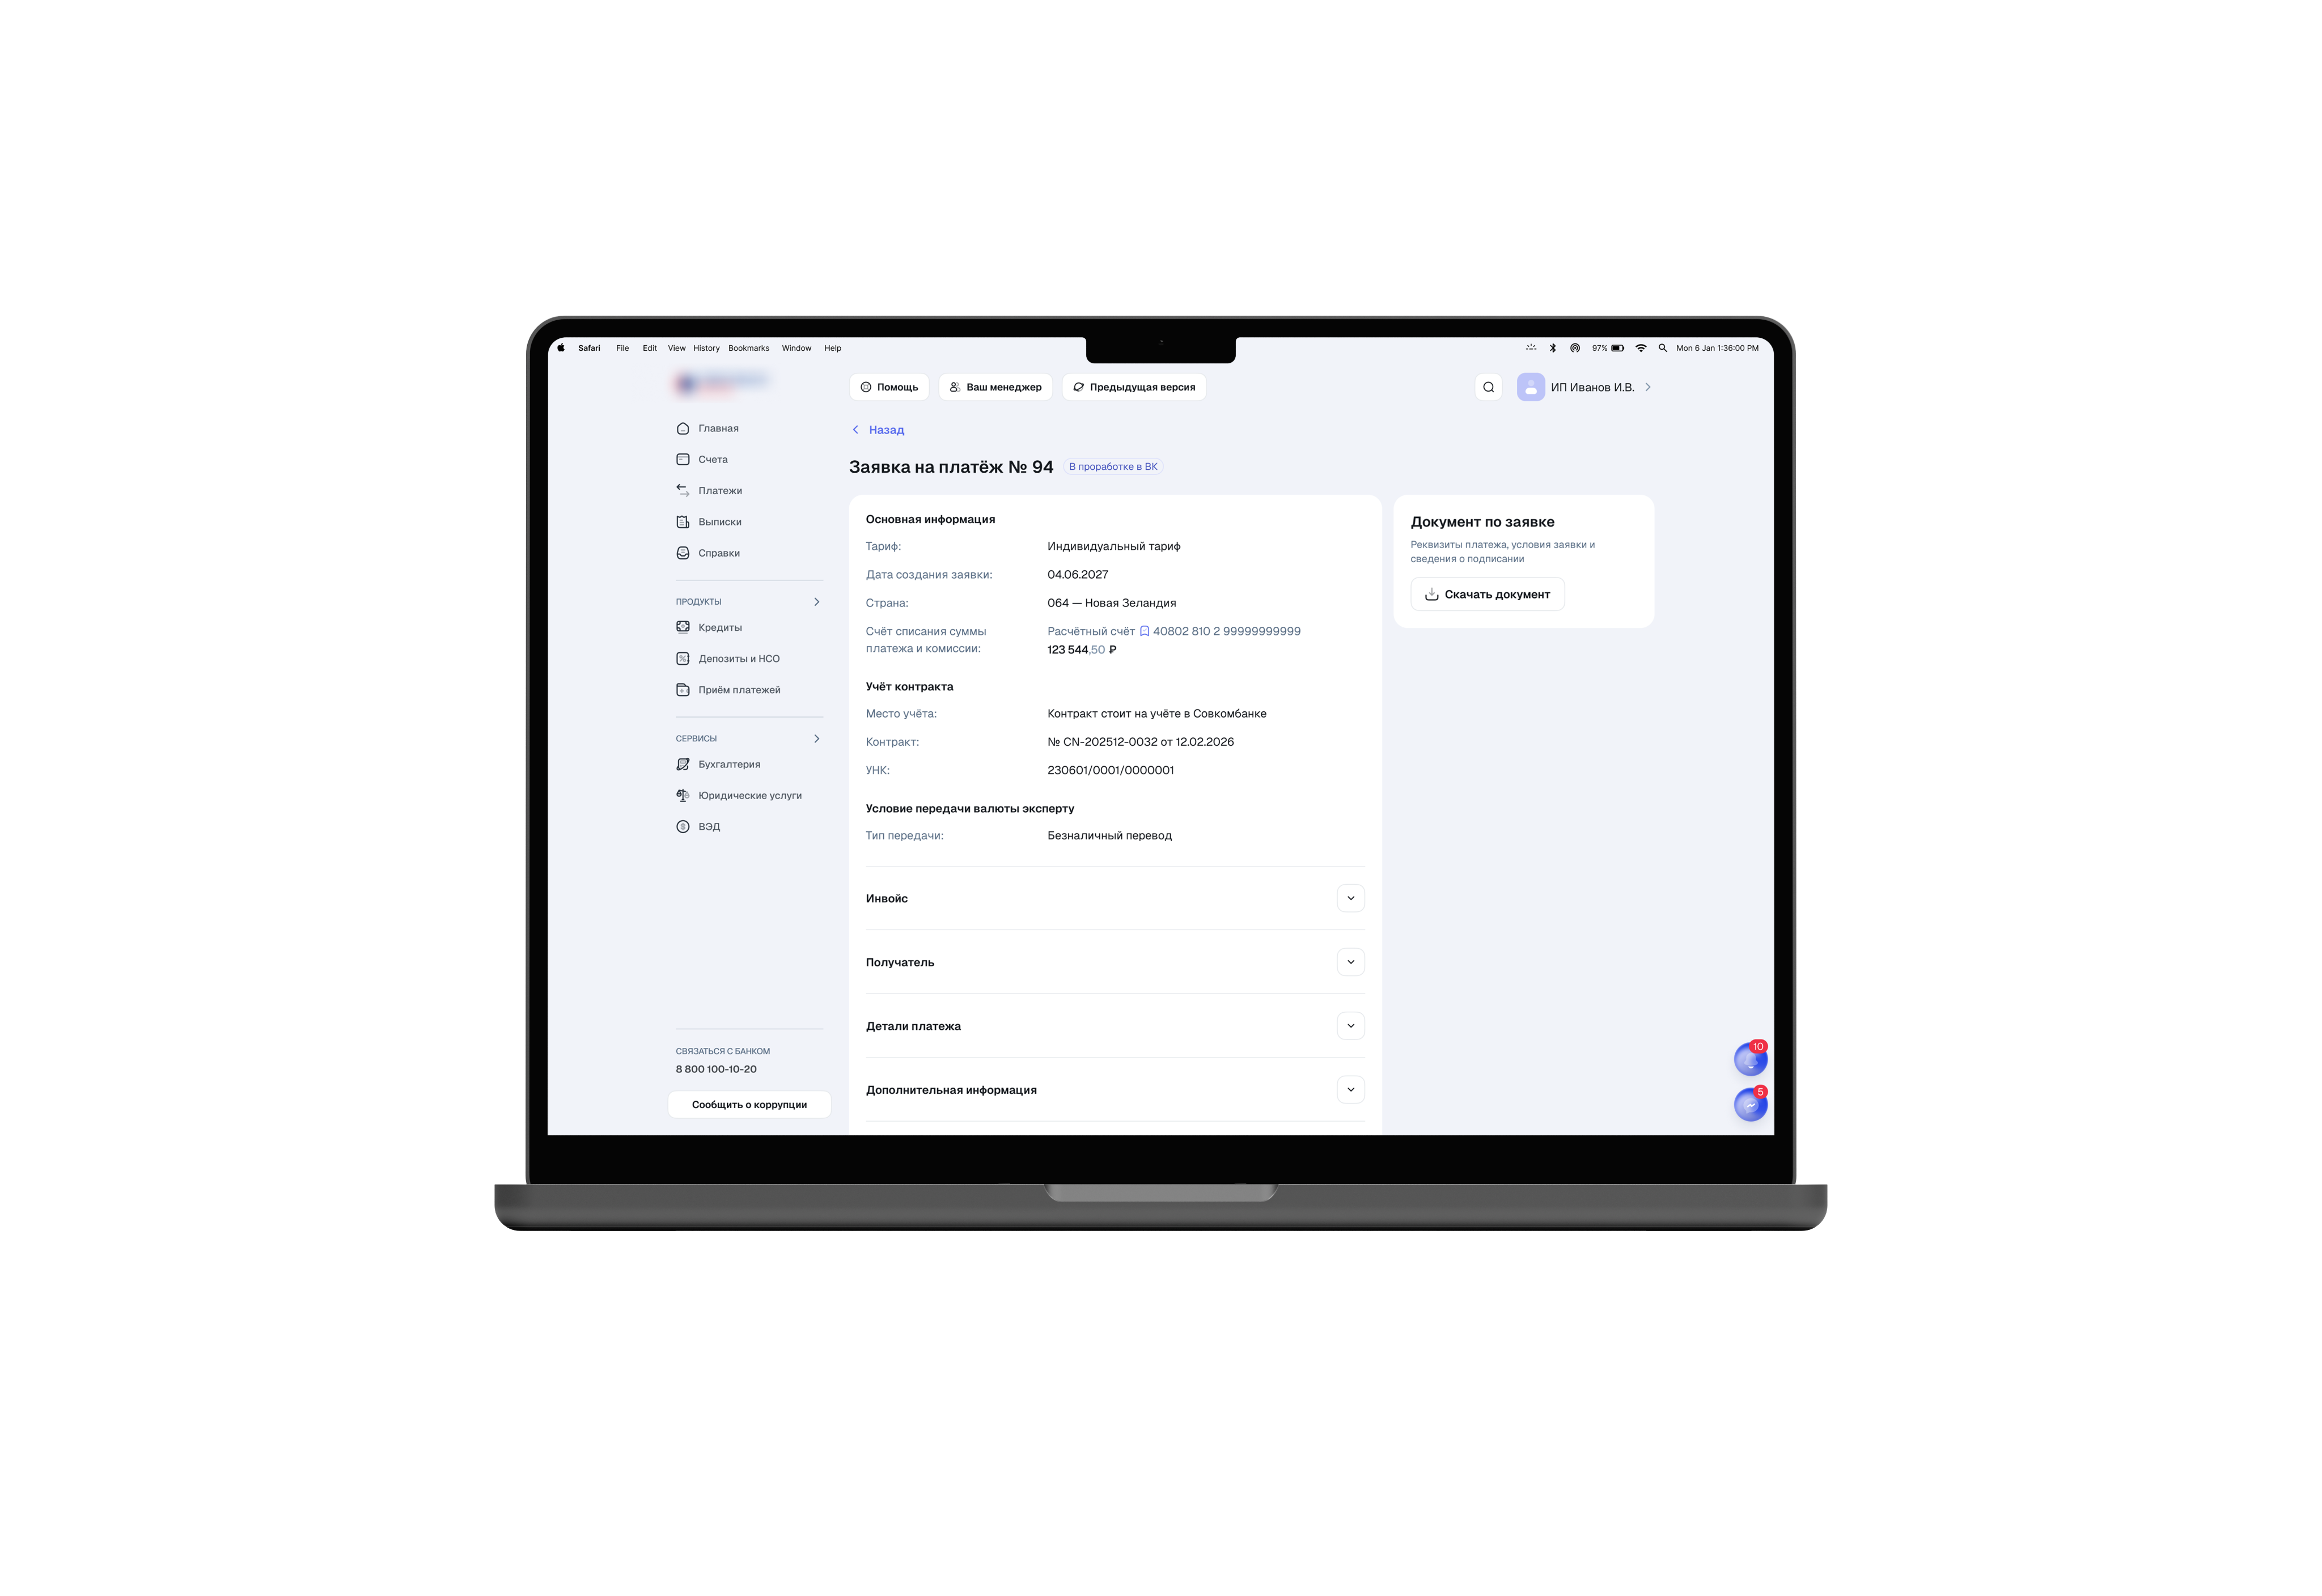 Safari File Edit View History Bookmarks Window Help
97% Mon 6 Jan 1:36:00 PM
Помощь
Ваш менеджер
Предыдущая версия
ИП Иванов И.В.
Главная
Счета
Платежи
Выписки
Справки
ПРОДУКТЫ
Кредиты
Депозиты и НСО
Приём платежей
СЕРВИСЫ
Бухгалтерия
Юридические услуги
ВЭД
СВЯЗАТЬСЯ С БАНКОМ
8 800 100-10-20
Сообщить о коррупции
Назад
Заявка на платёж № 94 В проработке в ВК
Основная информация
Тариф: Индивидуальный тариф
Дата создания заявки: 04.06.2027
Страна: 064 — Новая Зеландия
Счёт списания суммы Расчётный счёт 40802 810 2 99999999999
платежа и комиссии: 123 544,50 ₽
Учёт контракта
Место учёта: Контракт стоит на учёте в Совкомбанке
Контракт: № CN-202512-0032 от 12.02.2026
УНК: 230601/0001/0000001
Условие передачи валюты эксперту
Тип передачи: Безналичный перевод
Инвойс
Получатель
Детали платежа
Дополнительная информация
Документ по заявке
Реквизиты платежа, условия заявки и
сведения о подписании
Скачать документ
10
5